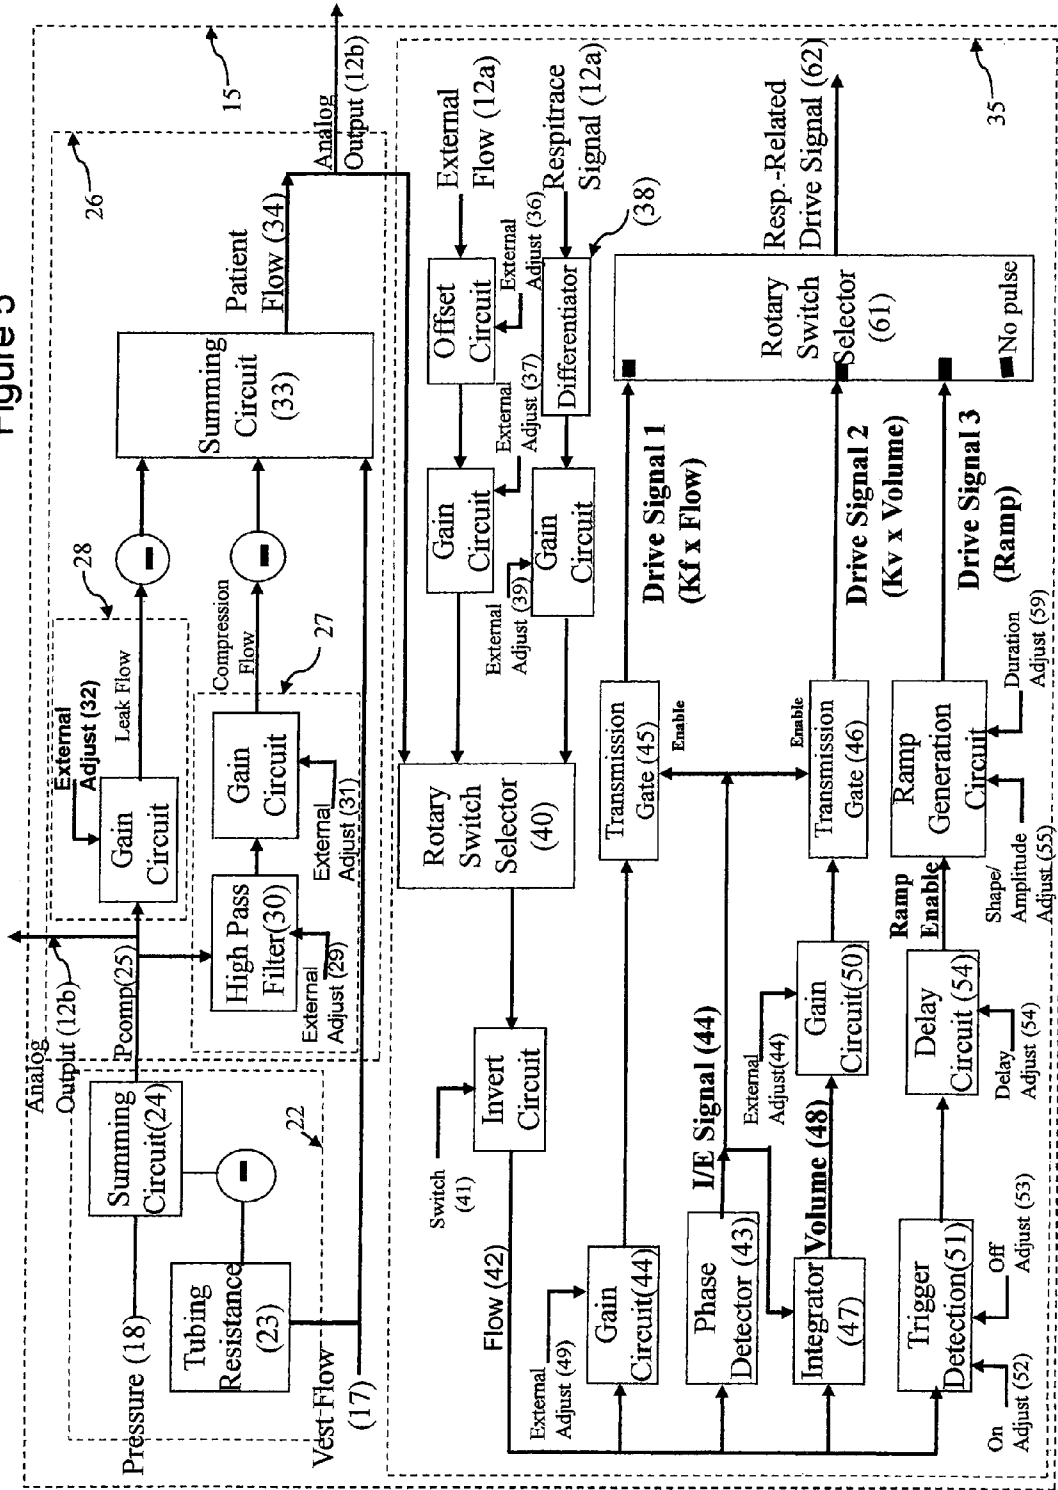 Figure 5
15
26
Analog
Output (12b)
Patient
Flow (34)
Summing
Circuit
(33)
28
External
Adjust (32)
Leak Flow
Gain
Circuit
Compression
Flow
27
Gain
Circuit
External
Adjust (31)
High Pass
Filter(30)
External
Adjust (29)
Analog
Output (12b)
Pcomp(25)
Summing
Circuit(24)
22
Pressure (18)
Tubing
Resistance
(23)
Vest Flow
(17)
External
Flow (12a)
Respitrace
Signal (12a)
(38)
Offset
Circuit
External
Adjust (36)
Differentiator
Gain
Circuit
External
Adjust (37)
Gain
Circuit
External
Adjust (39)
Rotary
Switch
Selector
(40)
Invert
Circuit
Switch
(41)
Flow (42)
External
Adjust (49)
Gain
Circuit(44)
Transmission
Gate (45)
Enable
Drive Signal 1
(Kf x Flow)
Phase
Detector (43)
I/E Signal (44)
Integrator
(47)
Volume (48)
External
Adjust(44)
Gain
Circuit(50)
Enable
Transmission
Gate (46)
Drive Signal 2
(Kv x Volume)
Trigger
Detection(51)
On
Adjust (52)
Off
Adjust (53)
Delay
Circuit (54)
Delay
Adjust (54)
Ramp
Enable
Ramp
Generation
Circuit
Shape/
Amplitude
Adjust (55)
Duration
Adjust (59)
Drive Signal 3
(Ramp)
Rotary
Switch
Selector
(61)
No pulse
Resp.-Related
Drive Signal (62)
35